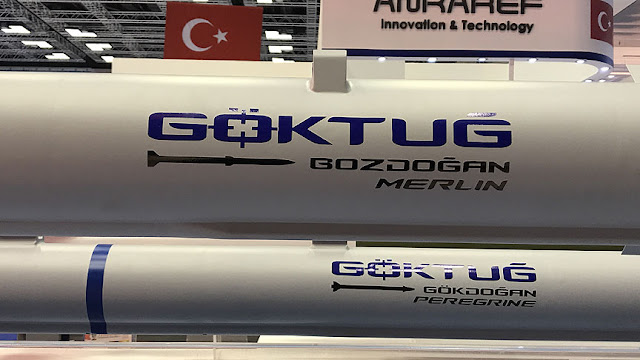 Innovation & Technology
GÖKTUĞ
BOZDOĞAN
MERLIN
GÖKTUĞ
GÖKDOĞAN
PEREGRINE